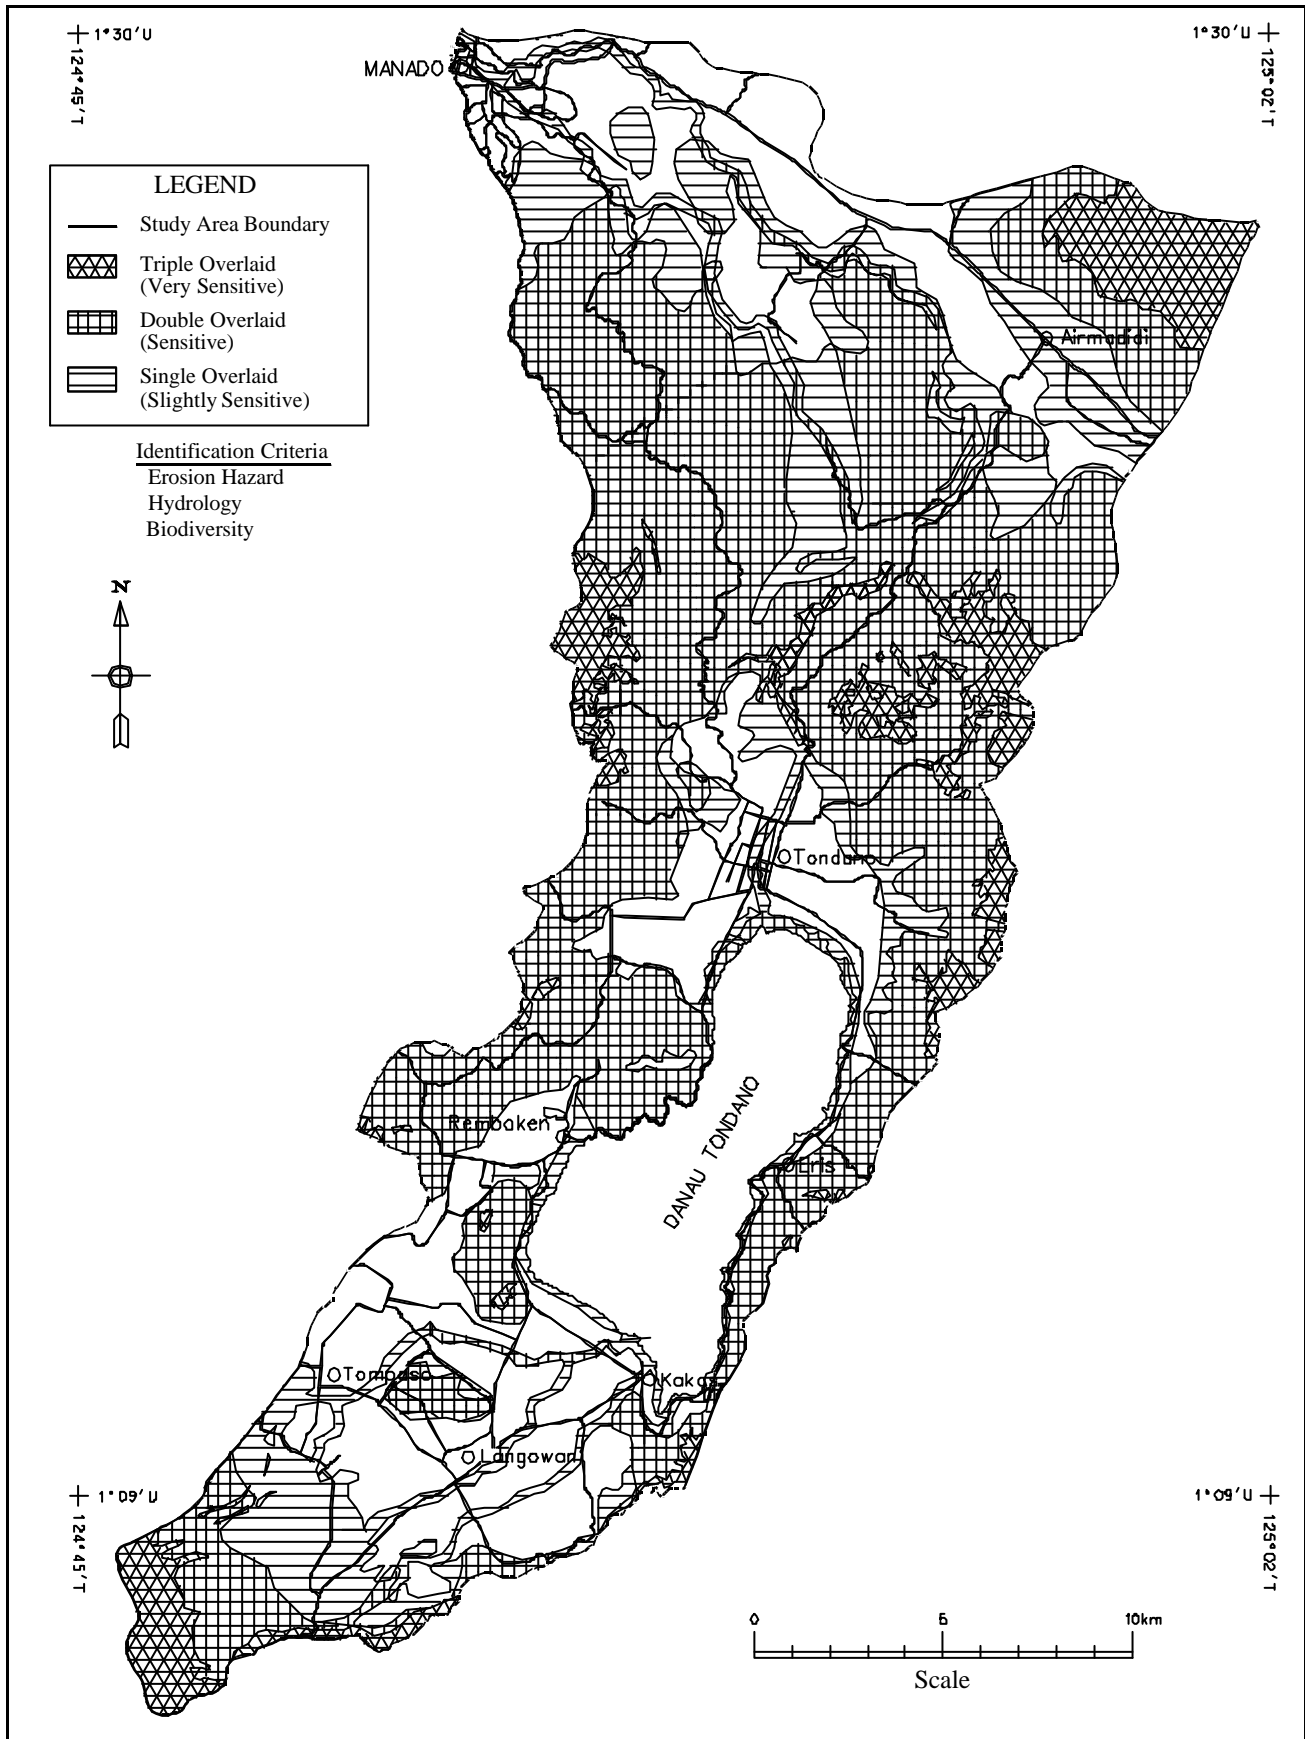 1°30'U
1°30'U
124°45'T
125°02'T
MANADO
LEGEND
Study Area Boundary
Triple Overlaid
(Very Sensitive)
Double Overlaid
(Sensitive)
Single Overlaid
(Slightly Sensitive)
Identification Criteria
Erosion Hazard
Hydrology
Biodiversity
N
Airmadidi
Tondano
DANAU TONDANO
Rembaken
Eris
Tompaso
Kakas
Langowan
1°09'U
1°09'U
124°45'T
125°02'T
0 5 10km
Scale